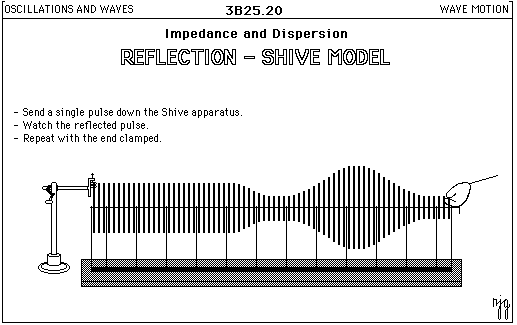 OSCILLATIONS AND WAVES 3B25.20 WAVE MOTION
Impedance and Dispersion
REFLECTION - SHIVE MODEL
- Send a single pulse down the Shive apparatus.
- Watch the reflected pulse.
- Repeat with the end clamped.